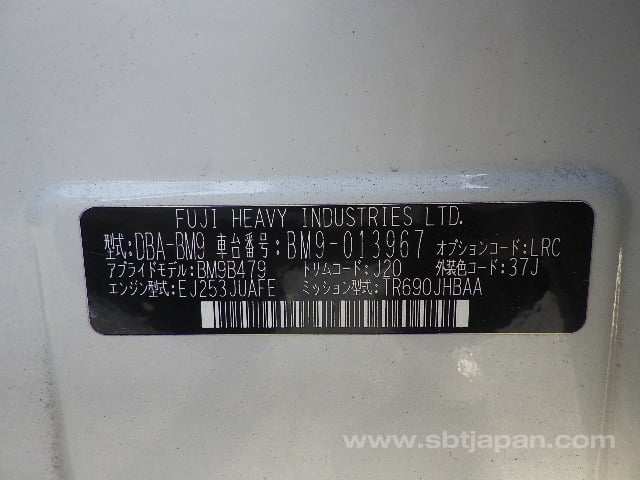 FUJI HEAVY INDUSTRIES LTD.
型式:DBA-BM9 車台番号:BM9-013967 オプションコード:LRC
アプライドモデル:BM9B479 トリムコード:J20 外装色コード:37J
エンジン型式:EJ253JUAFE ミッション型式:TR690JHBAA
www.sbtjapan.com